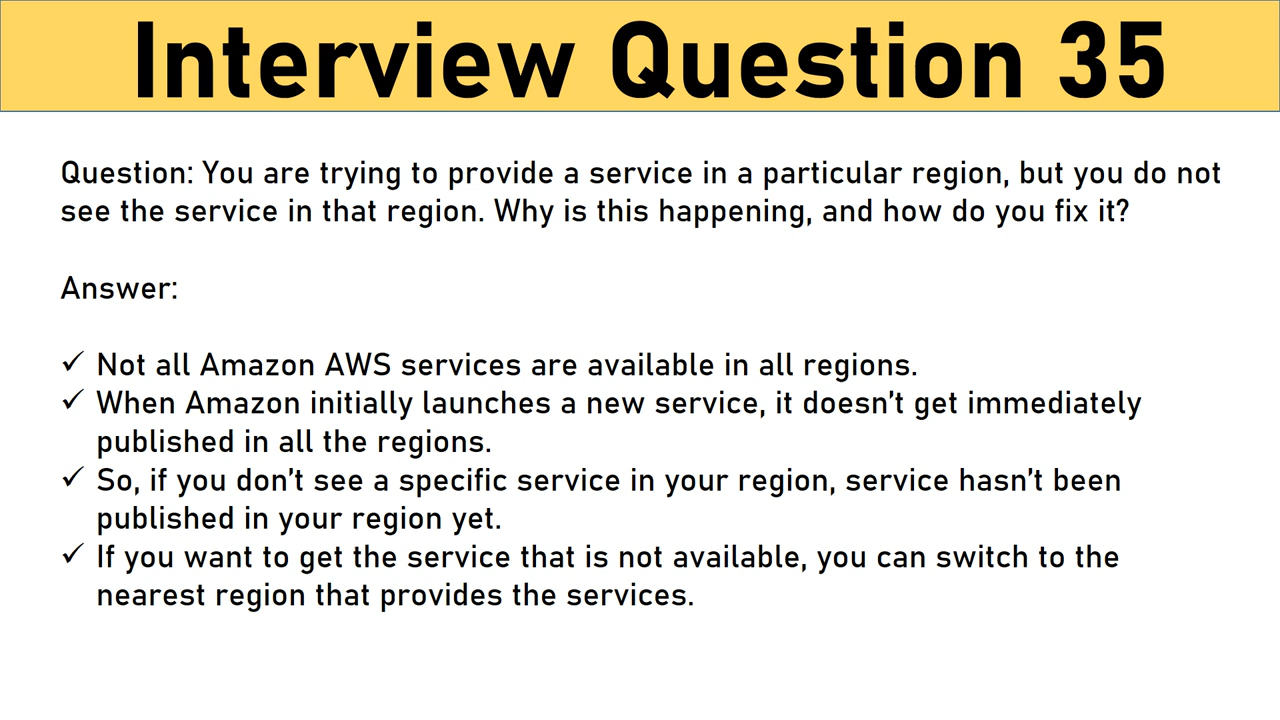 Interview Question 35
Question: You are trying to provide a service in a particular region, but you do not
see the service in that region. Why is this happening, and how do you fix it?
Answer:
✓ Not all Amazon AWS services are available in all regions.
✓ When Amazon initially launches a new service, it doesn't get immediately
published in all the regions.
✓ So, if you don't see a specific service in your region, service hasn't been
published in your region yet.
✓ If you want to get the service that is not available, you can switch to the
nearest region that provides the services.